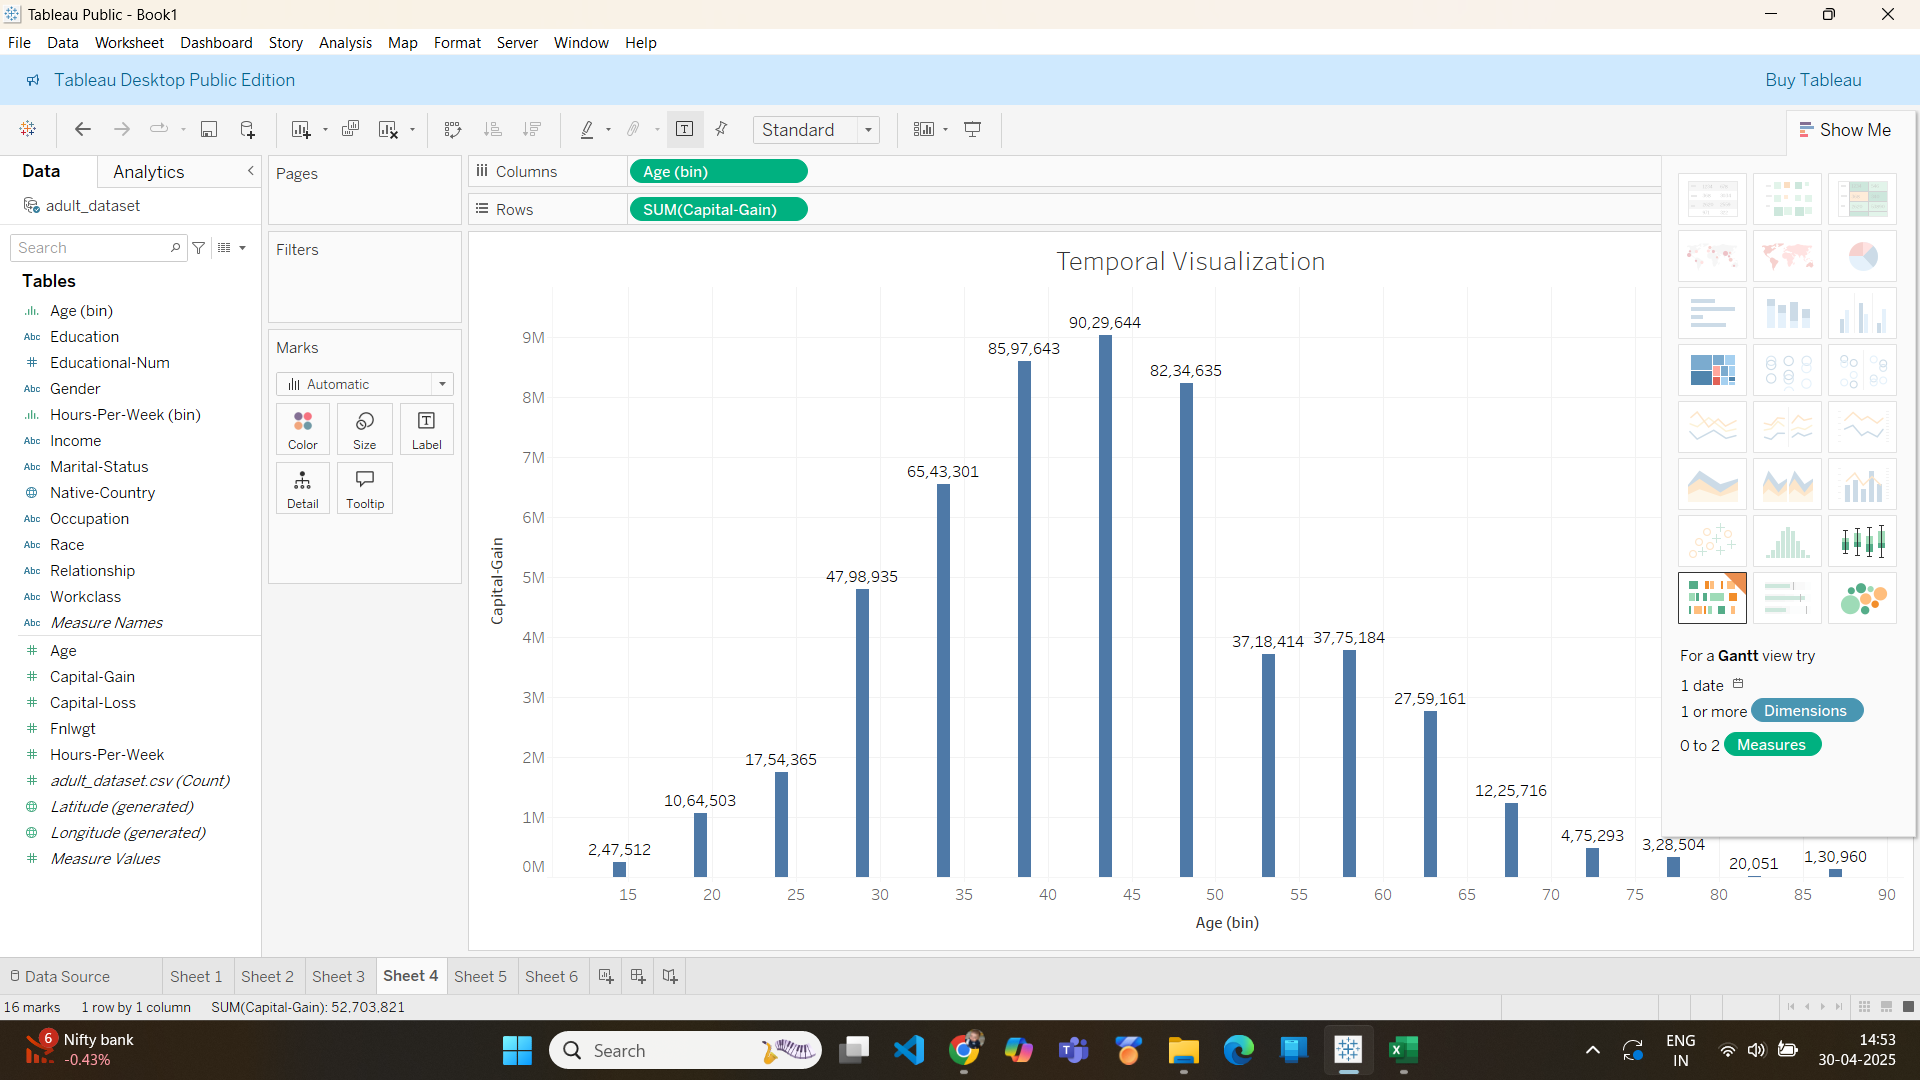 Tableau Public - Book1
File Data Worksheet Dashboard Story Analysis Map Format Server Window Help
Tableau Desktop Public Edition
Buy Tableau
Standard
Show Me
Data Analytics
adult_dataset
Search
Tables
Age (bin)
Abc Education
Educational-Num
Abc Gender
Hours-Per-Week (bin)
Abc Income
Abc Marital-Status
Native-Country
Abc Occupation
Abc Race
Abc Relationship
Abc Workclass
Abc Measure Names
Age
Capital-Gain
Capital-Loss
Fnlwgt
Hours-Per-Week
adult_dataset.csv (Count)
Latitude (generated)
Longitude (generated)
Measure Values
Pages
Filters
Marks
Automatic
Color Size Label
Detail Tooltip
Columns Age (bin)
Rows SUM(Capital-Gain)
Temporal Visualization
Capital-Gain
9M
8M
7M
6M
5M
4M
3M
2M
1M
0M
2,47,512
10,64,503
17,54,365
47,98,935
65,43,301
85,97,643
90,29,644
82,34,635
37,18,414
37,75,184
27,59,161
12,25,716
4,75,293
3,28,504
20,051
1,30,960
15 20 25 30 35 40 45 50 55 60 65 70 75 80 85 90
Age (bin)
For a Gantt view try
1 date
1 or more Dimensions
0 to 2 Measures
Data Source Sheet 1 Sheet 2 Sheet 3 Sheet 4 Sheet 5 Sheet 6
16 marks 1 row by 1 column SUM(Capital-Gain): 52,703,821
6
Nifty bank
-0.43%
Search
ENG
IN
14:53
30-04-2025